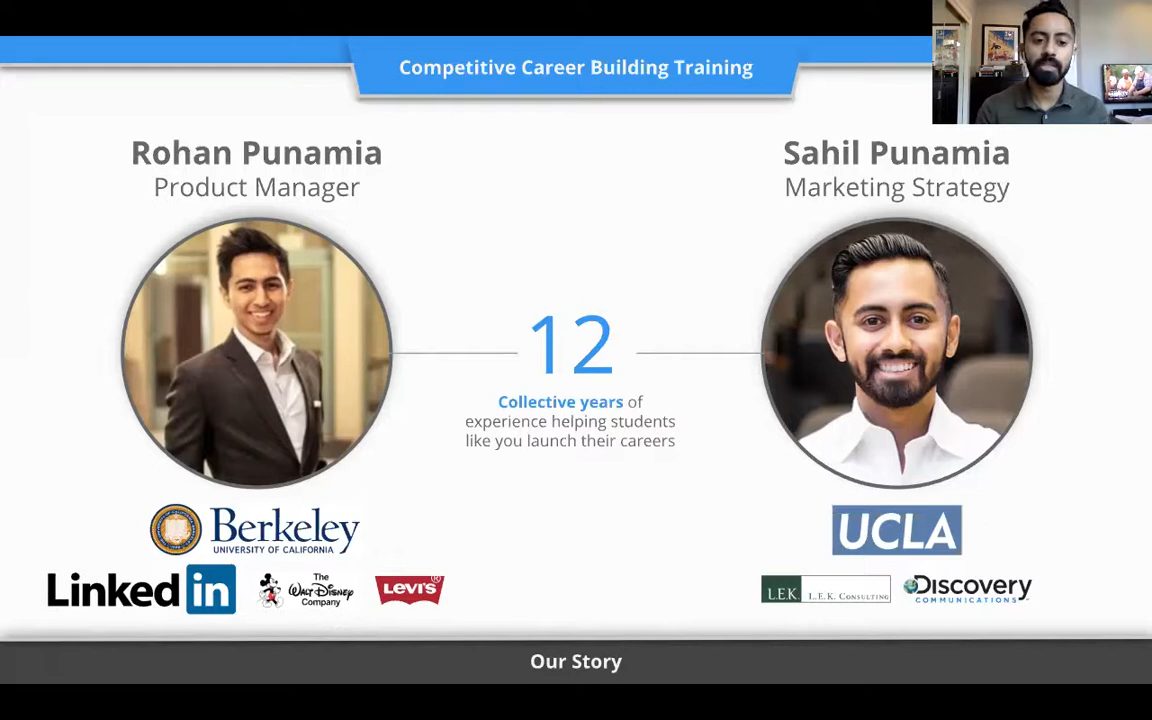 Competitive Career Building Training
Rohan Punamia
Product Manager
Sahil Punamia
Marketing Strategy
12
Collective years of
experience helping students
like you launch their careers
Berkeley
UNIVERSITY OF CALIFORNIA
LinkedIn
The
WALT DISNEY
Company
LEVI'S®
UCLA
L.E.K. L.E.K. CONSULTING
Discovery
COMMUNICATIONS
Our Story